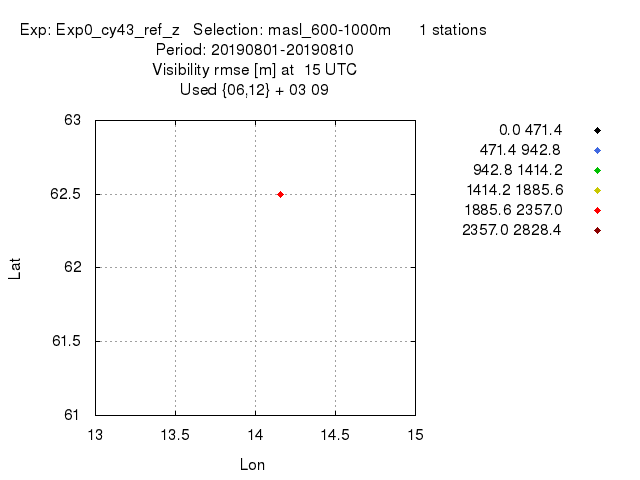 Exp: Exp0_cy43_ref_z   Selection: masl_600-1000m      1 stations
Period: 20190801-20190810
Visibility rmse [m] at  15 UTC
Used {06,12} + 03 09
63
62.5
62
61.5
61
Lat
13 13.5 14 14.5 15
Lon
0.0 471.4
471.4 942.8
942.8 1414.2
1414.2 1885.6
1885.6 2357.0
2357.0 2828.4